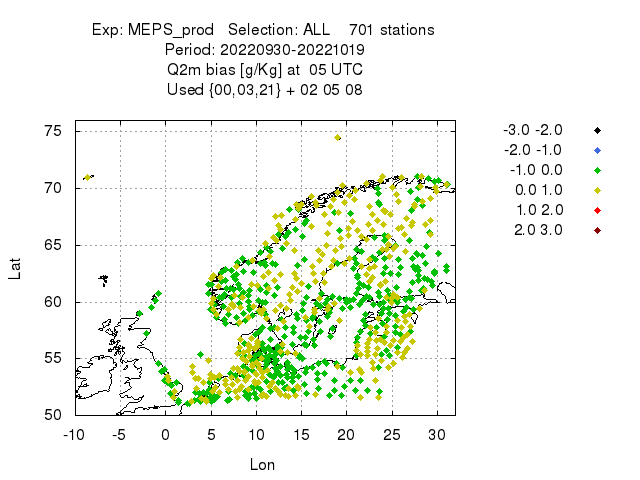 Exp: MEPS_prod   Selection: ALL    701 stations
Period: 20220930-20221019
Q2m bias [g/Kg] at  05 UTC
Used {00,03,21} + 02 05 08
-3.0 -2.0
-2.0 -1.0
-1.0 0.0
0.0 1.0
1.0 2.0
2.0 3.0
75
70
65
60
55
50
Lat
-10 -5 0 5 10 15 20 25 30
Lon